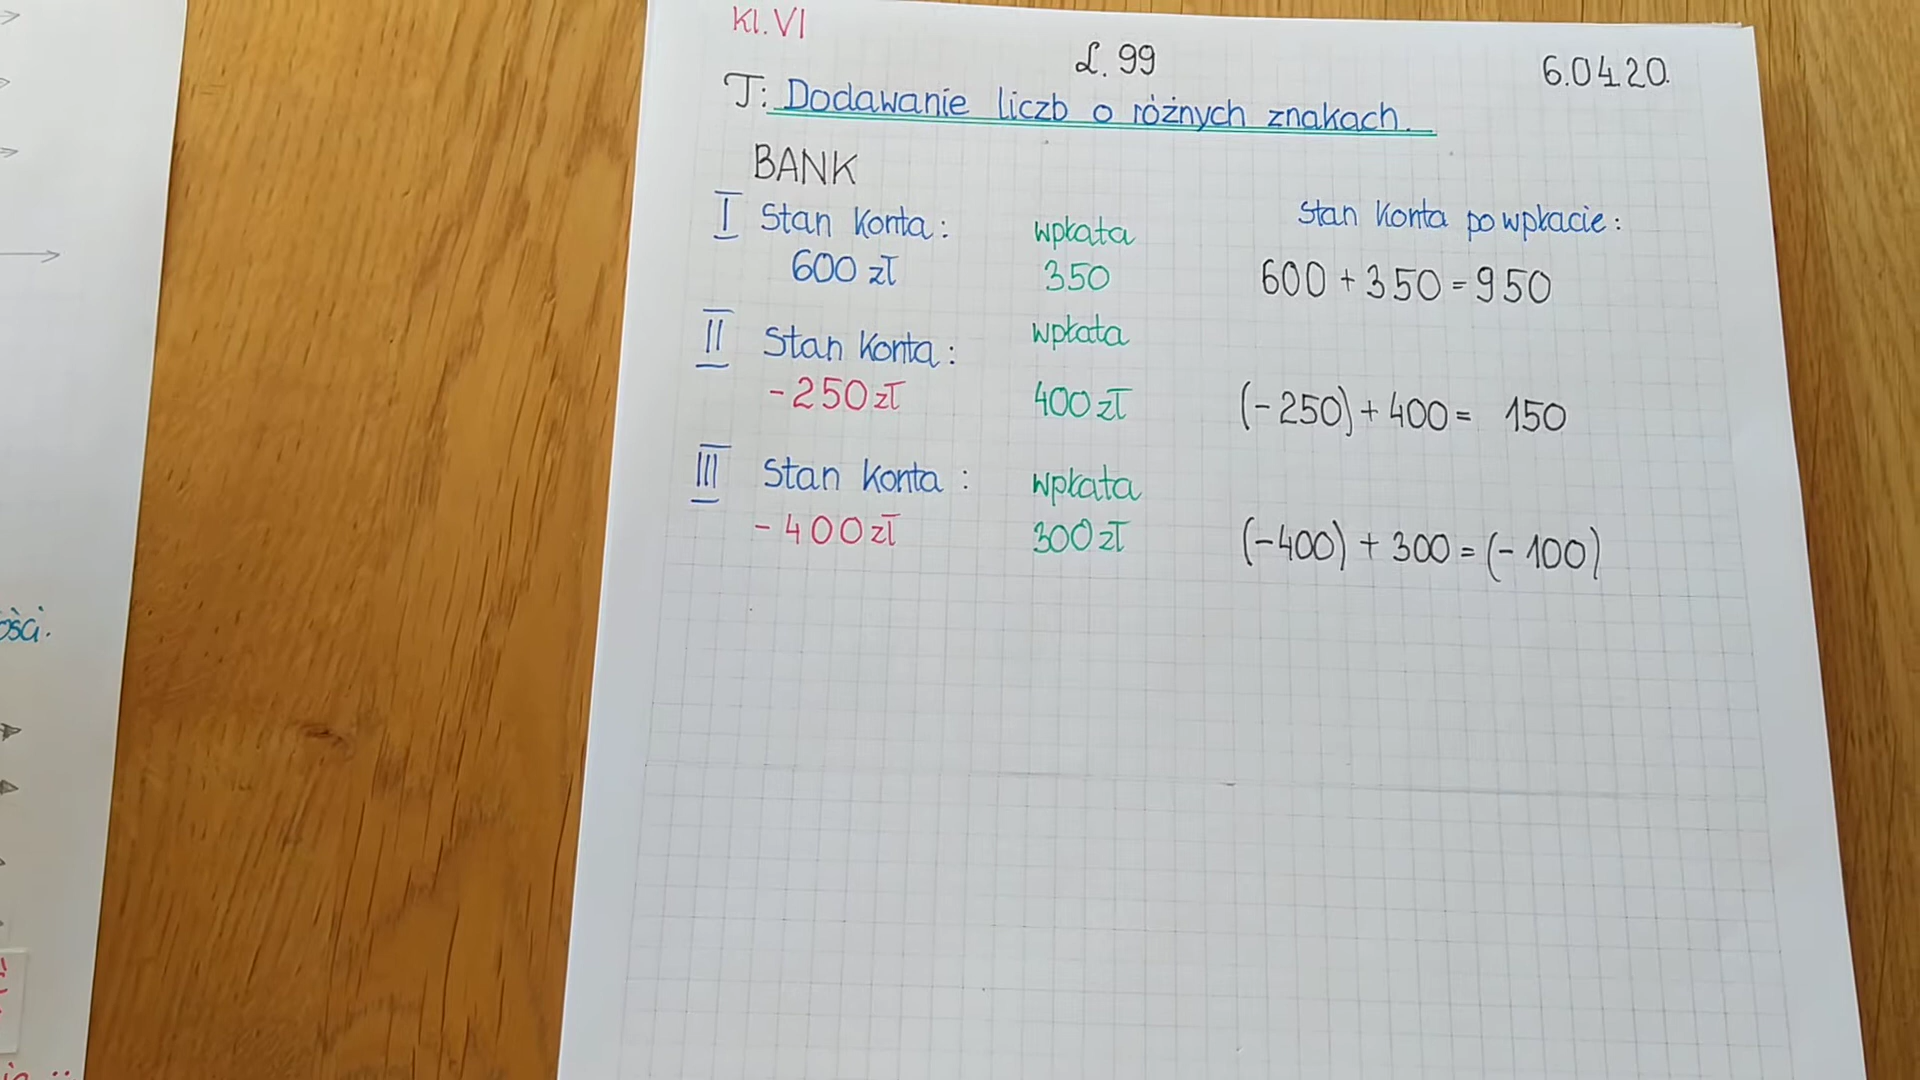 Kl. VI
L. 99
6.04.20.
T: Dodawanie liczb o różnych znakach.
BANK
I Stan konta: wpłata Stan konta po wpłacie:
600 zł 350 600 + 350 = 950
II Stan konta: wpłata
-250 zł 400 zł (-250) + 400 = 150
III Stan konta: wpłata
-400 zł 300 zł (-400) + 300 = (-100)